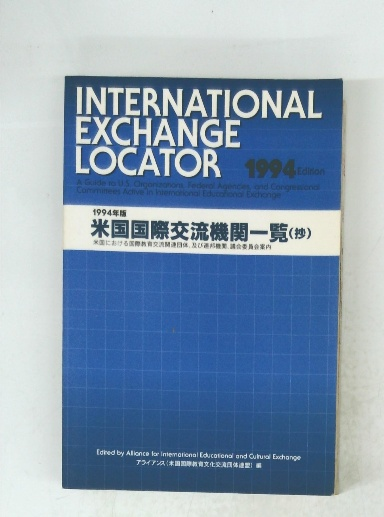 INTERNATIONAL
EXCHANGE
LOCATOR 1994 Edition
A Guide to U.S. Organizations, Federal Agencies, and Congressional
Committees Active in International Educational Exchange
1994年版
米国国際交流機関一覧(抄)
米国における国際教育交流関連団体、及び連邦機関、議会委員会案内
Edited by Alliance for International Educational and Cultural Exchange
アライアンス(米国国際教育文化交流団体連盟) 編